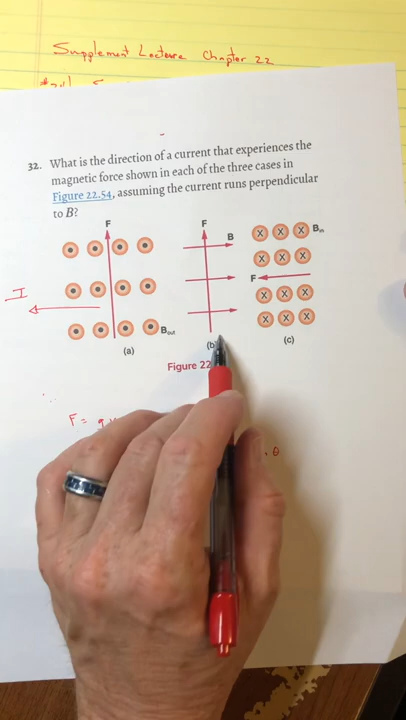 Supplement Lecture Chapter 22
32. What is the direction of a current that experiences the
magnetic force shown in each of the three cases in
Figure 22.54, assuming the current runs perpendicular
to B?
F
F
B
Bin
I
F
Bout
(a)
(b)
(c)
Figure 22
F = q
θ